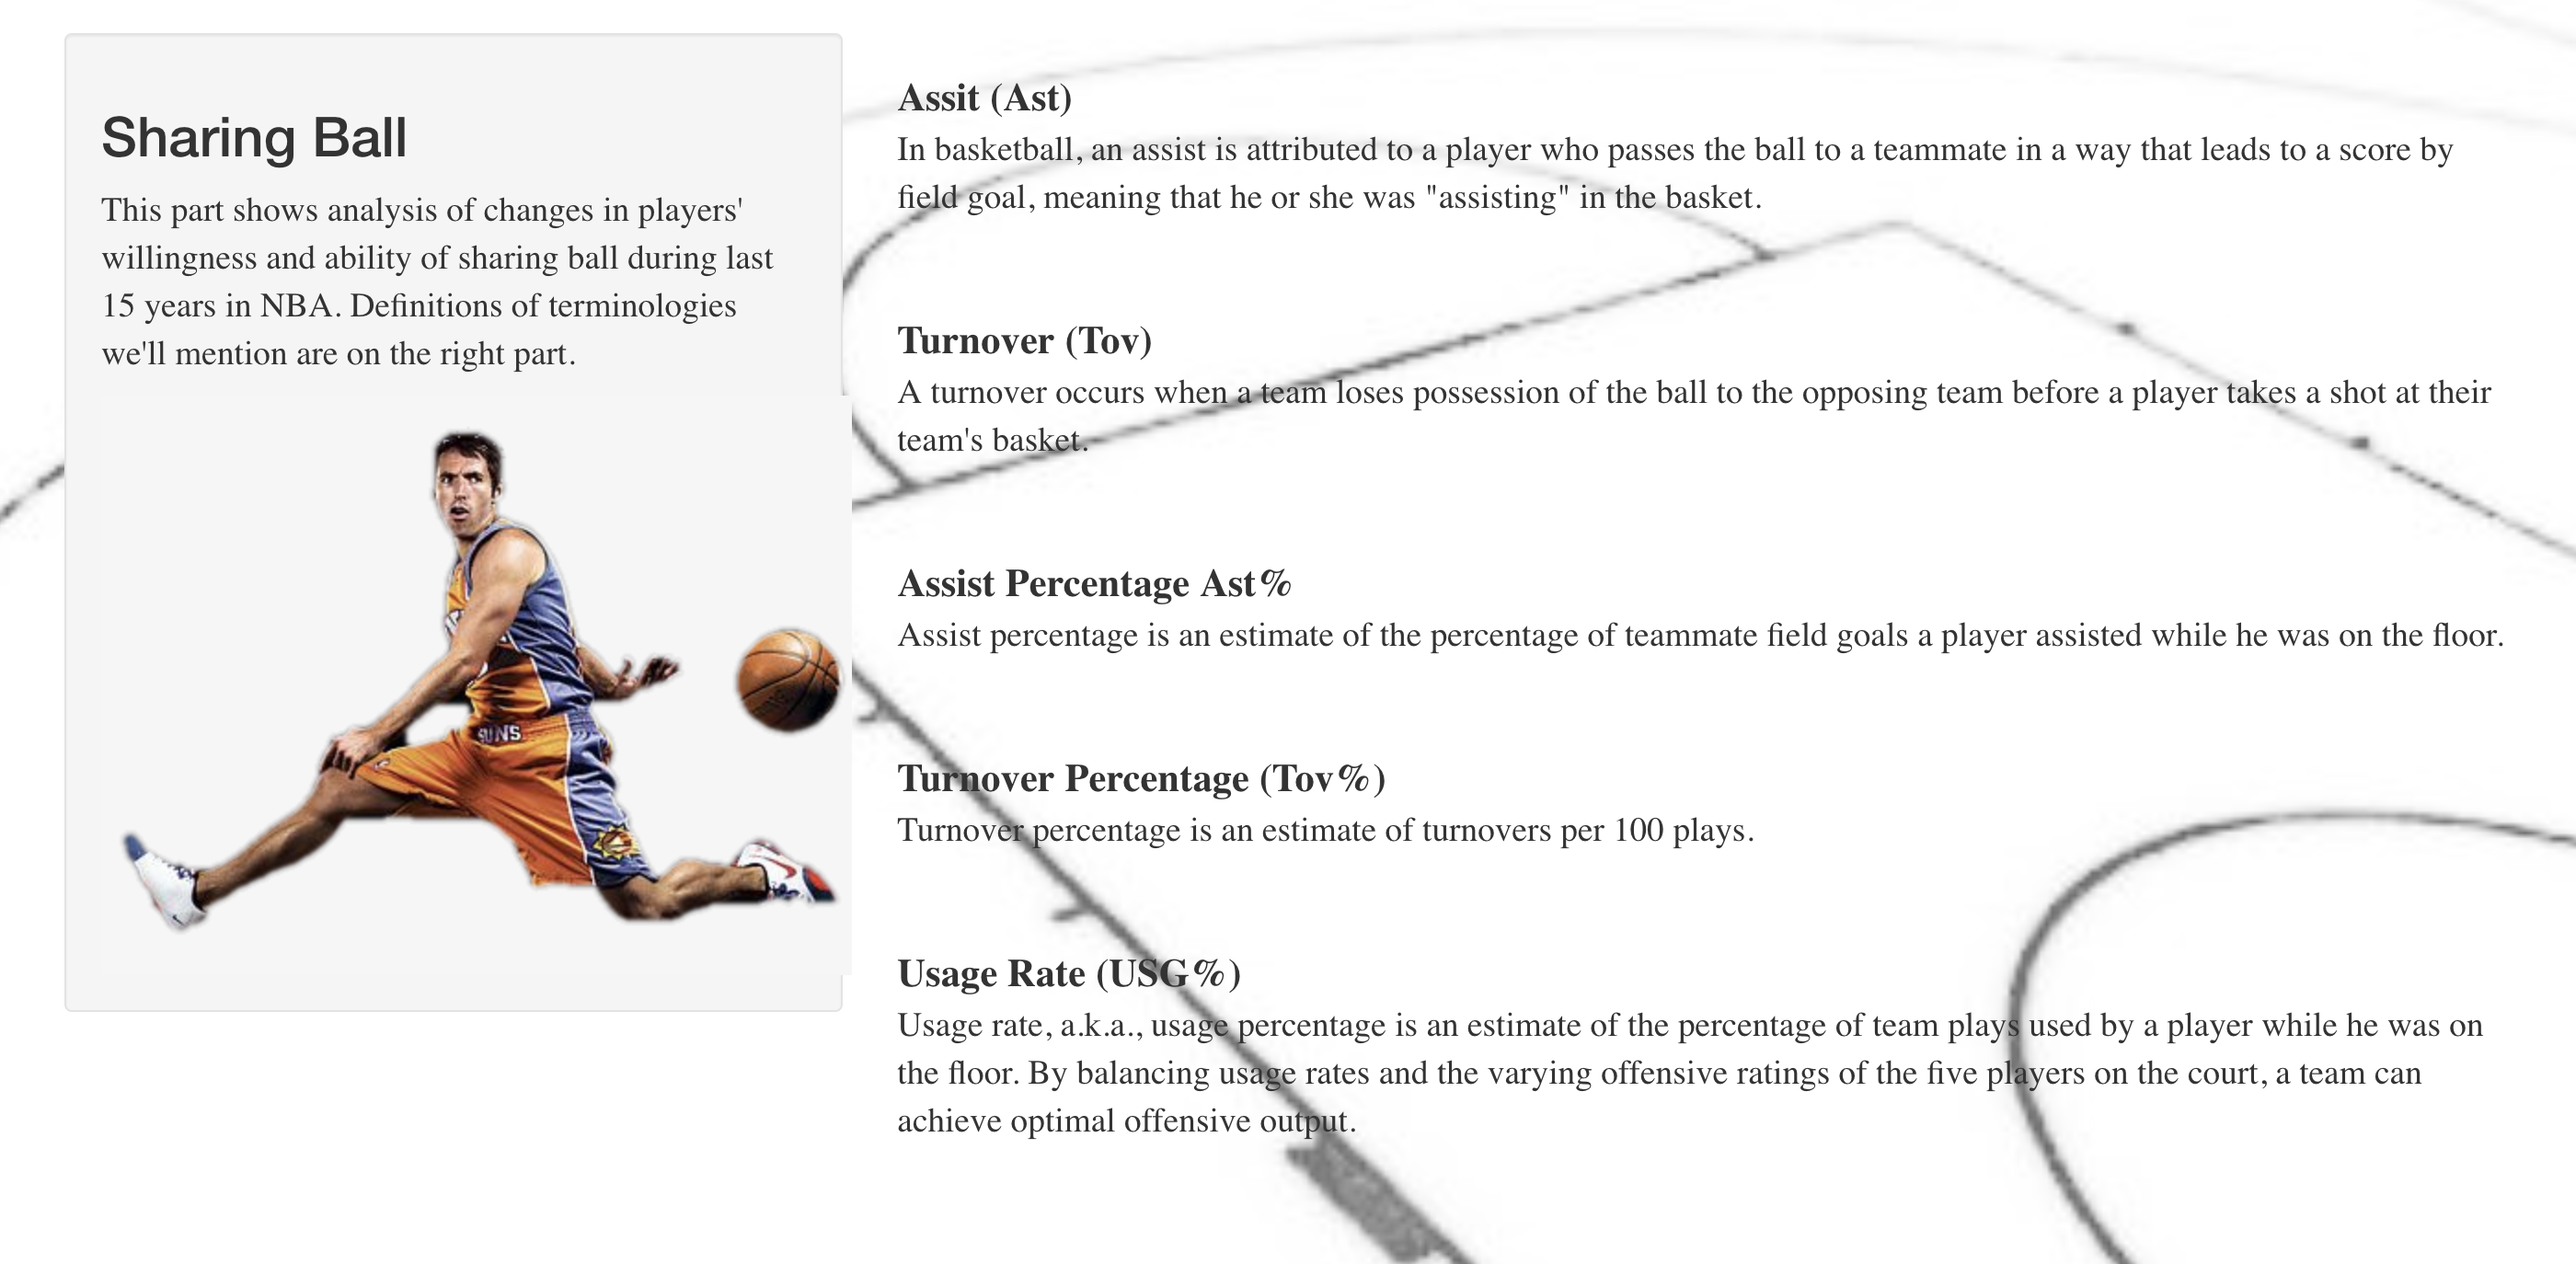 Sharing Ball
This part shows analysis of changes in players'
willingness and ability of sharing ball during last
15 years in NBA. Definitions of terminologies
we'll mention are on the right part.
SUNS
Assit (Ast)
In basketball, an assist is attributed to a player who passes the ball to a teammate in a way that leads to a score by
field goal, meaning that he or she was "assisting" in the basket.
Turnover (Tov)
A turnover occurs when a team loses possession of the ball to the opposing team before a player takes a shot at their
team's basket.
Assist Percentage Ast%
Assist percentage is an estimate of the percentage of teammate field goals a player assisted while he was on the floor.
Turnover Percentage (Tov%)
Turnover percentage is an estimate of turnovers per 100 plays.
Usage Rate (USG%)
Usage rate, a.k.a., usage percentage is an estimate of the percentage of team plays used by a player while he was on
the floor. By balancing usage rates and the varying offensive ratings of the five players on the court, a team can
achieve optimal offensive output.